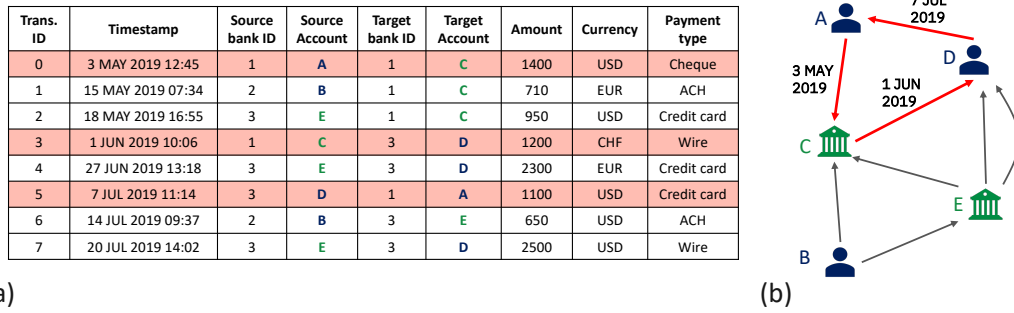 Trans. ID Timestamp Source bank ID Source Account Target bank ID Target Account Amount Currency Payment type
0 3 MAY 2019 12:45 1 A 1 C 1400 USD Cheque
1 15 MAY 2019 07:34 2 B 1 C 710 EUR ACH
2 18 MAY 2019 16:55 3 E 1 C 950 USD Credit card
3 1 JUN 2019 10:06 1 C 3 D 1200 CHF Wire
4 27 JUN 2019 13:18 3 E 3 D 2300 EUR Credit card
5 7 JUL 2019 11:14 3 D 1 A 1100 USD Credit card
6 14 JUL 2019 09:37 2 B 3 E 650 USD ACH
7 20 JUL 2019 14:02 3 E 3 D 2500 USD Wire
a)
7 JUL
2019
A
D
3 MAY
2019
1 JUN
2019
C
E
B
(b)